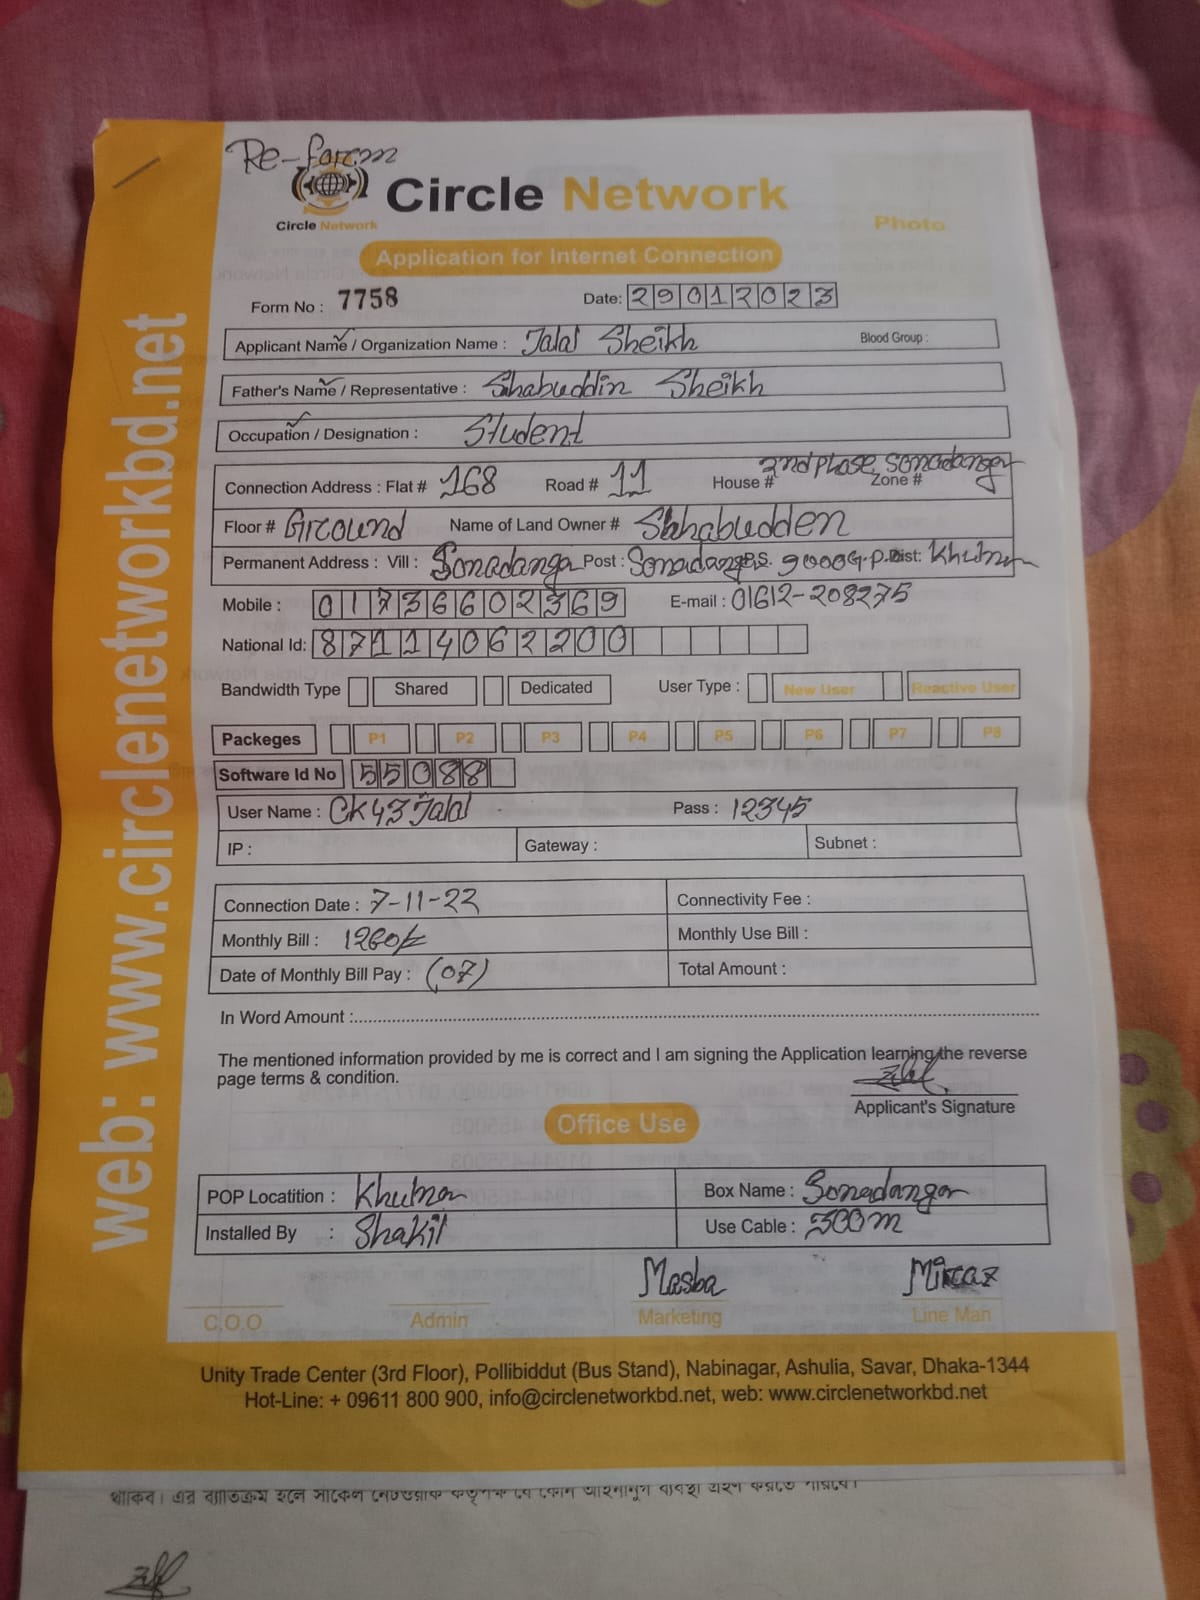 Re-form
Circle Network
Circle Network
Photo
Application for Internet Connection
Form No : 7758 Date: 29012023
Applicant Name / Organization Name : Jalal Sheikh Blood Group :
Father's Name / Representative : Shabuddin Sheikh
Occupation / Designation : Student
2nd phase, Sonadanga
Connection Address : Flat # 168 Road # 11 House # Zone #
Floor # Ground Name of Land Owner # Shhabudden
Permanent Address : Vill : Sonadanga Post : Sonadanga P.S. 9000 G.P.O Dist: Khulna
Mobile : 01736602369 E-mail : 01612-208275
National Id: 87114062200
Bandwidth Type Shared Dedicated User Type : New User Reactive User
Packeges P1 P2 P3 P4 P5 P6 P7 P8
Software Id No 55088
User Name : CK43Jalal Pass : 12345
IP : Gateway : Subnet :
Connection Date : 7-11-22 Connectivity Fee :
Monthly Bill : 1260/= Monthly Use Bill :
Date of Monthly Bill Pay : (07) Total Amount :
In Word Amount :
The mentioned information provided by me is correct and I am signing the Application learning the reverse
page terms & condition.
Applicant's Signature
Office Use
POP Locatition : Khulna Box Name : Sonadanga
Installed By : Shakil Use Cable : 300m
Masba Miraz
C.O.O Admin Marketing Line Man
Unity Trade Center (3rd Floor), Pollibiddut (Bus Stand), Nabinagar, Ashulia, Savar, Dhaka-1344
Hot-Line: + 09611 800 900, info@circlenetworkbd.net, web: www.circlenetworkbd.net
web: www.circlenetworkbd.net
থাকিব। এর ব্যতিক্রম হলে সার্কেল নেটওয়ার্ক কর্তৃপক্ষ যে কোন আইনানুগ ব্যবস্থা গ্রহণ করতে পারবে।